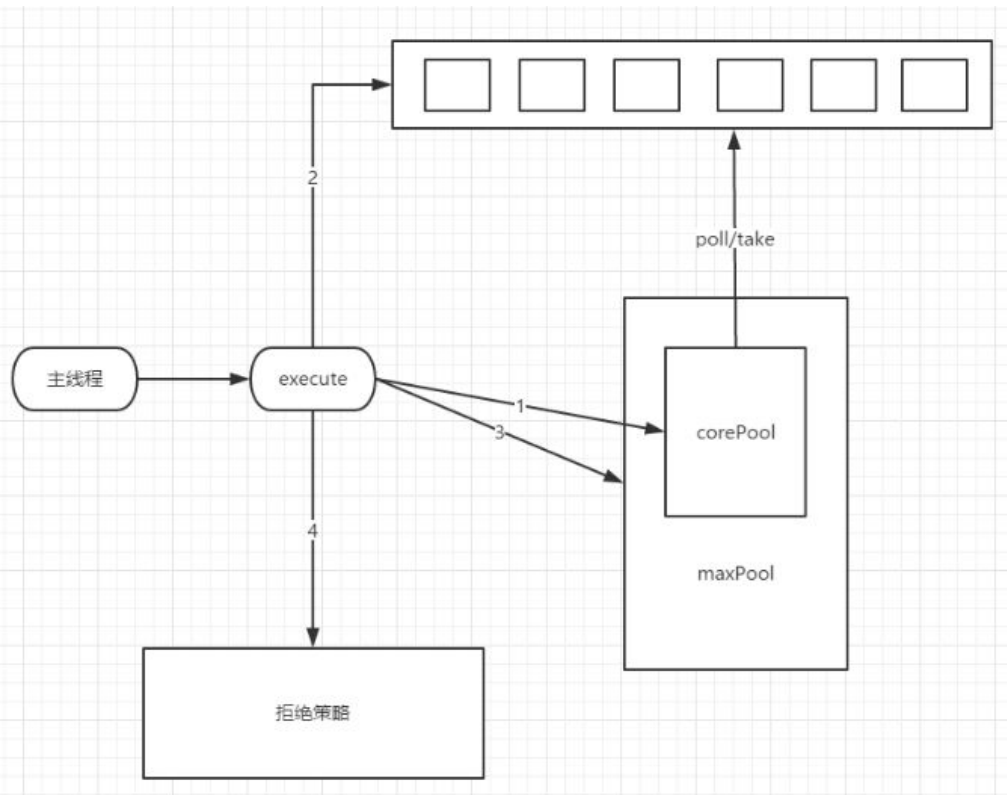 2
poll/take
主线程
execute
1
3
corePool
4
maxPool
拒绝策略